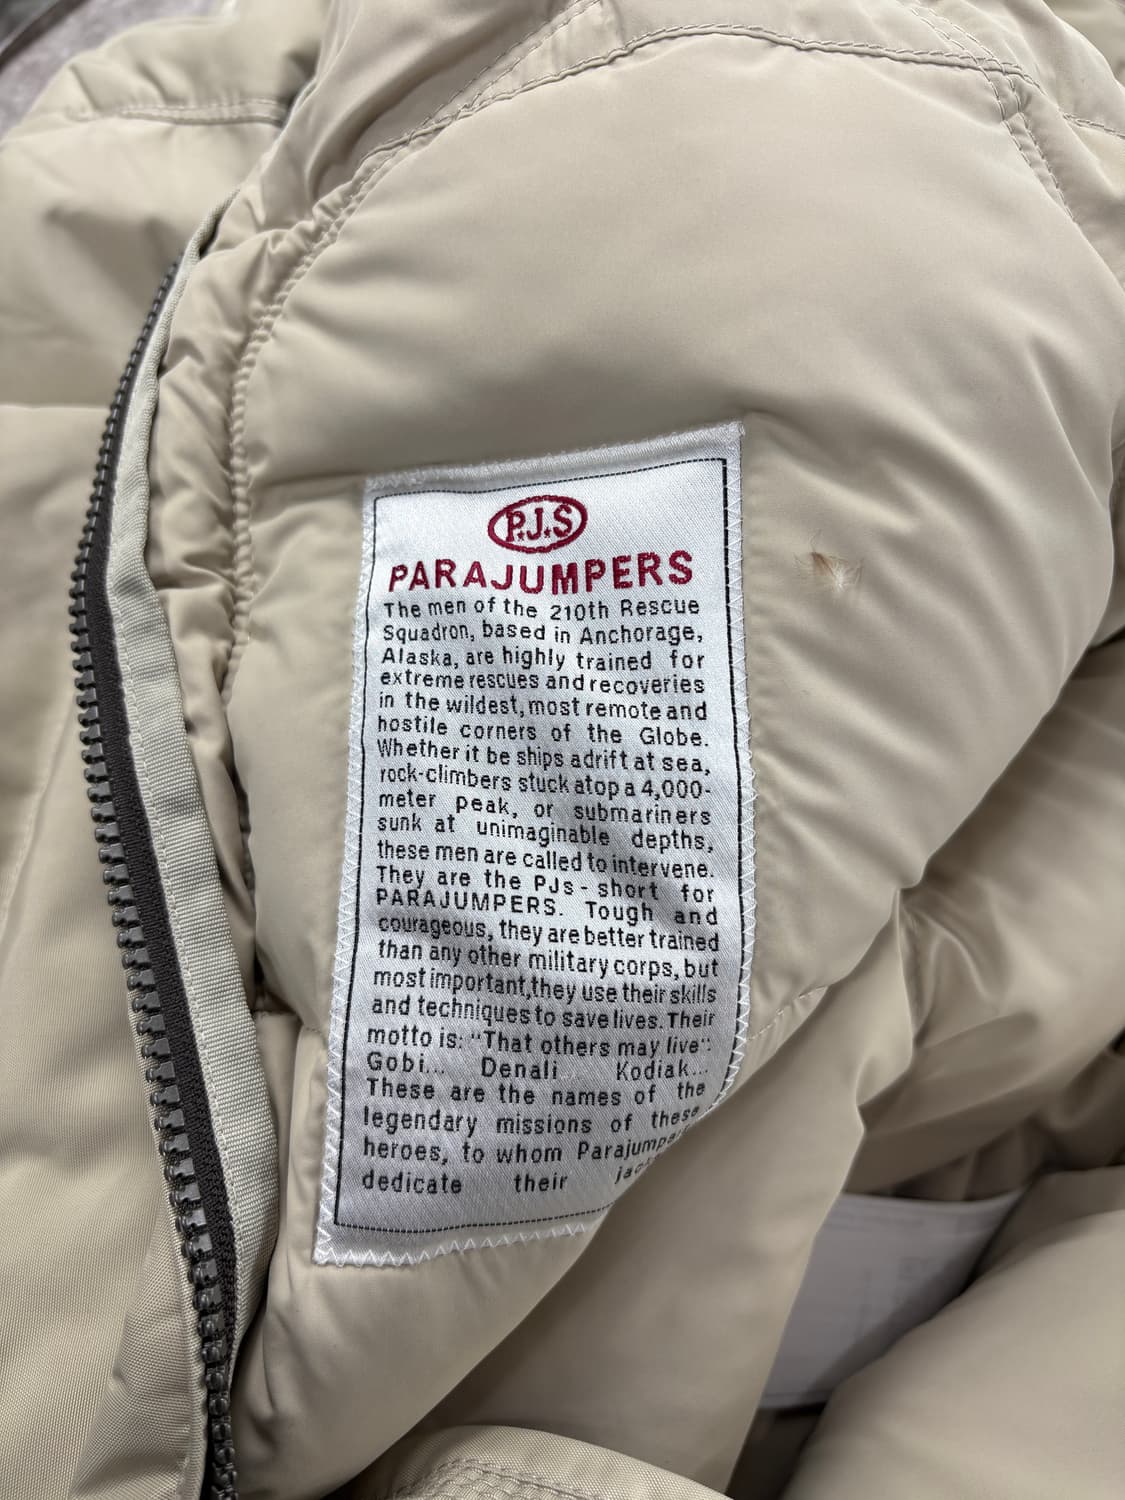 P.J.S
PARAJUMPERS
The men of the 210th Rescue
Squadron, based in Anchorage,
Alaska, are highly trained for
extreme rescues and recoveries
in the wildest, most remote and
hostile corners of the Globe.
Whether it be ships adrift at sea,
rock-climbers stuck atop a 4,000-
meter peak, or submariners
sunk at unimaginable depths,
these men are called to intervene.
They are the PJs - short for
PARAJUMPERS. Tough and
courageous, they are better trained
than any other military corps, but
most important, they use their skills
and techniques to save lives. Their
motto is: "That others may live".
Gobi... Denali... Kodiak...
These are the names of the
legendary missions of these
heroes, to whom
dedicate their